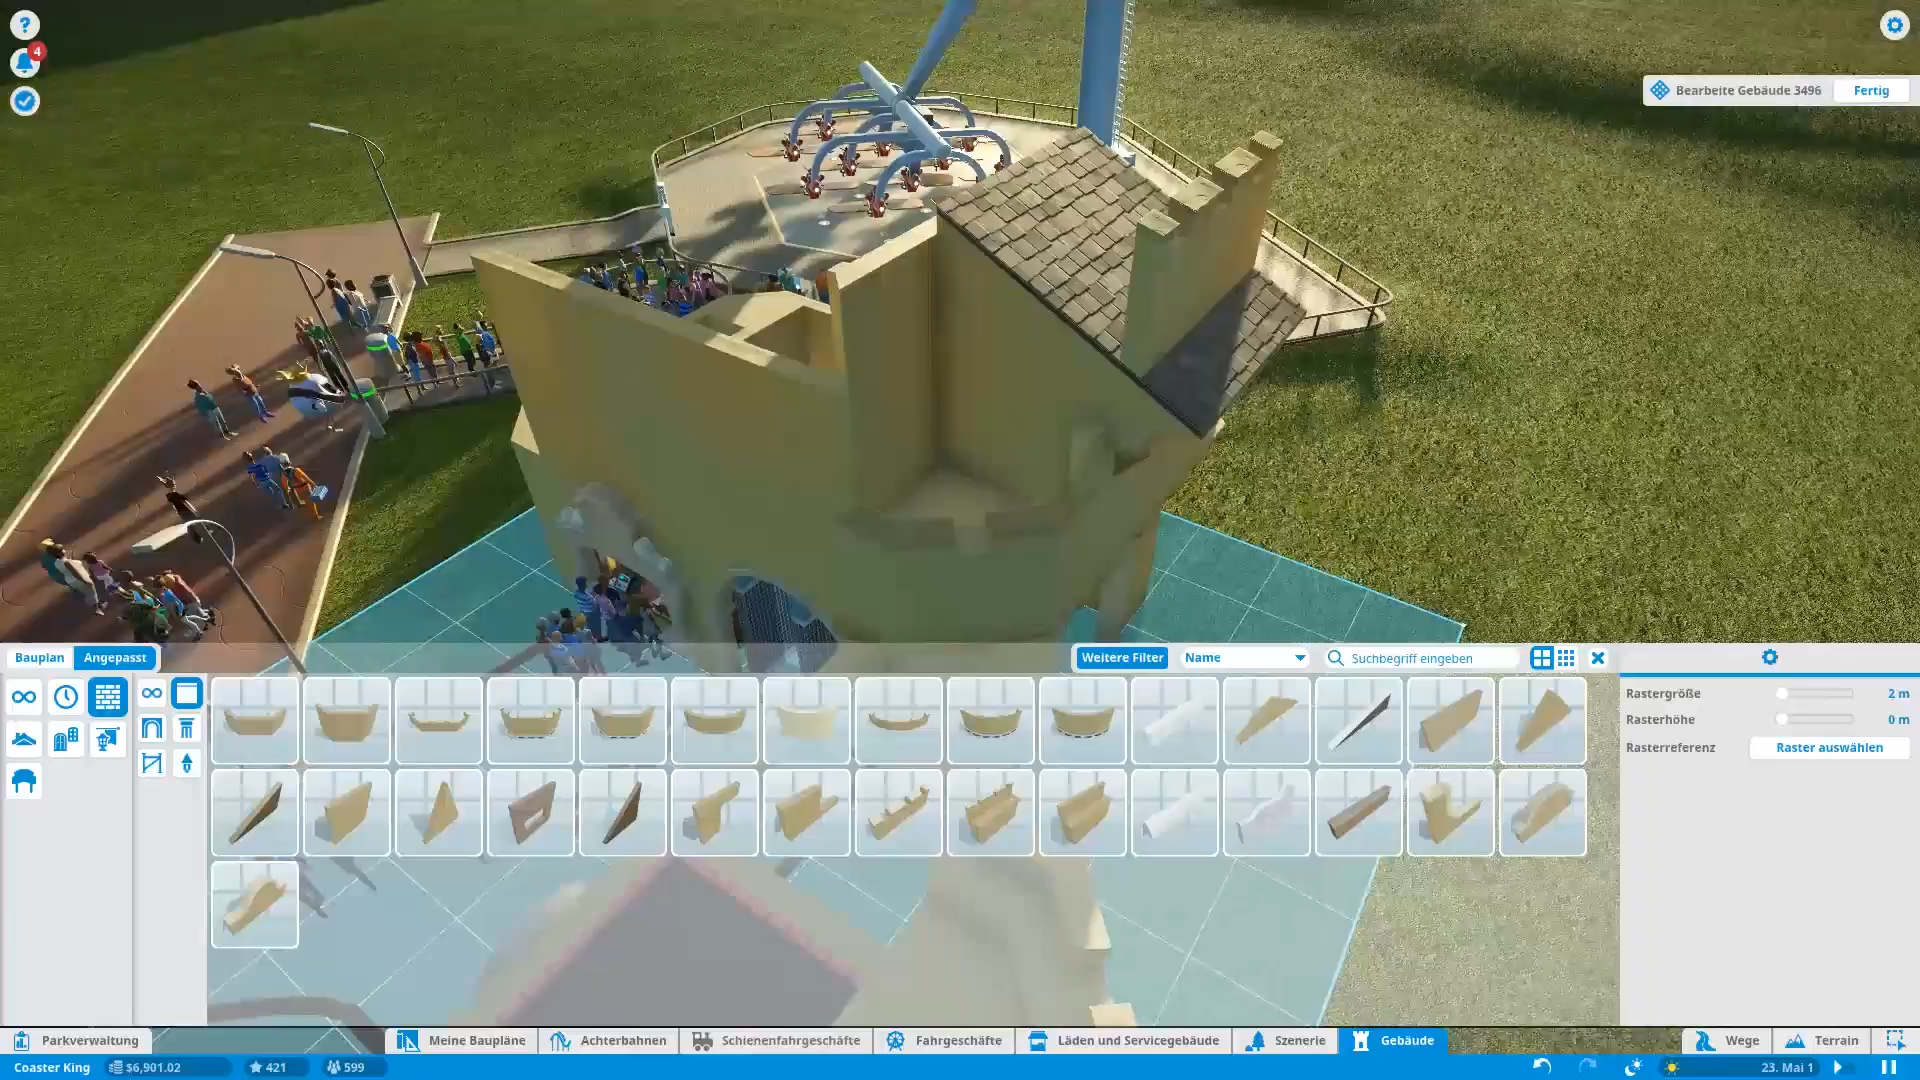 ?
4
Bearbeite Gebäude 3496
Fertig
Bauplan
Angepasst
Weitere Filter
Name
Suchbegriff eingeben
Rastergröße
2 m
Rasterhöhe
0 m
Rasterreferenz
Raster auswählen
Parkverwaltung
Meine Baupläne
Achterbahnen
Schienenfahrgeschäfte
Fahrgeschäfte
Läden und Servicegebäude
Szenerie
Gebäude
Wege
Terrain
Coaster King
$6,901.02
421
599
23. Mai 1